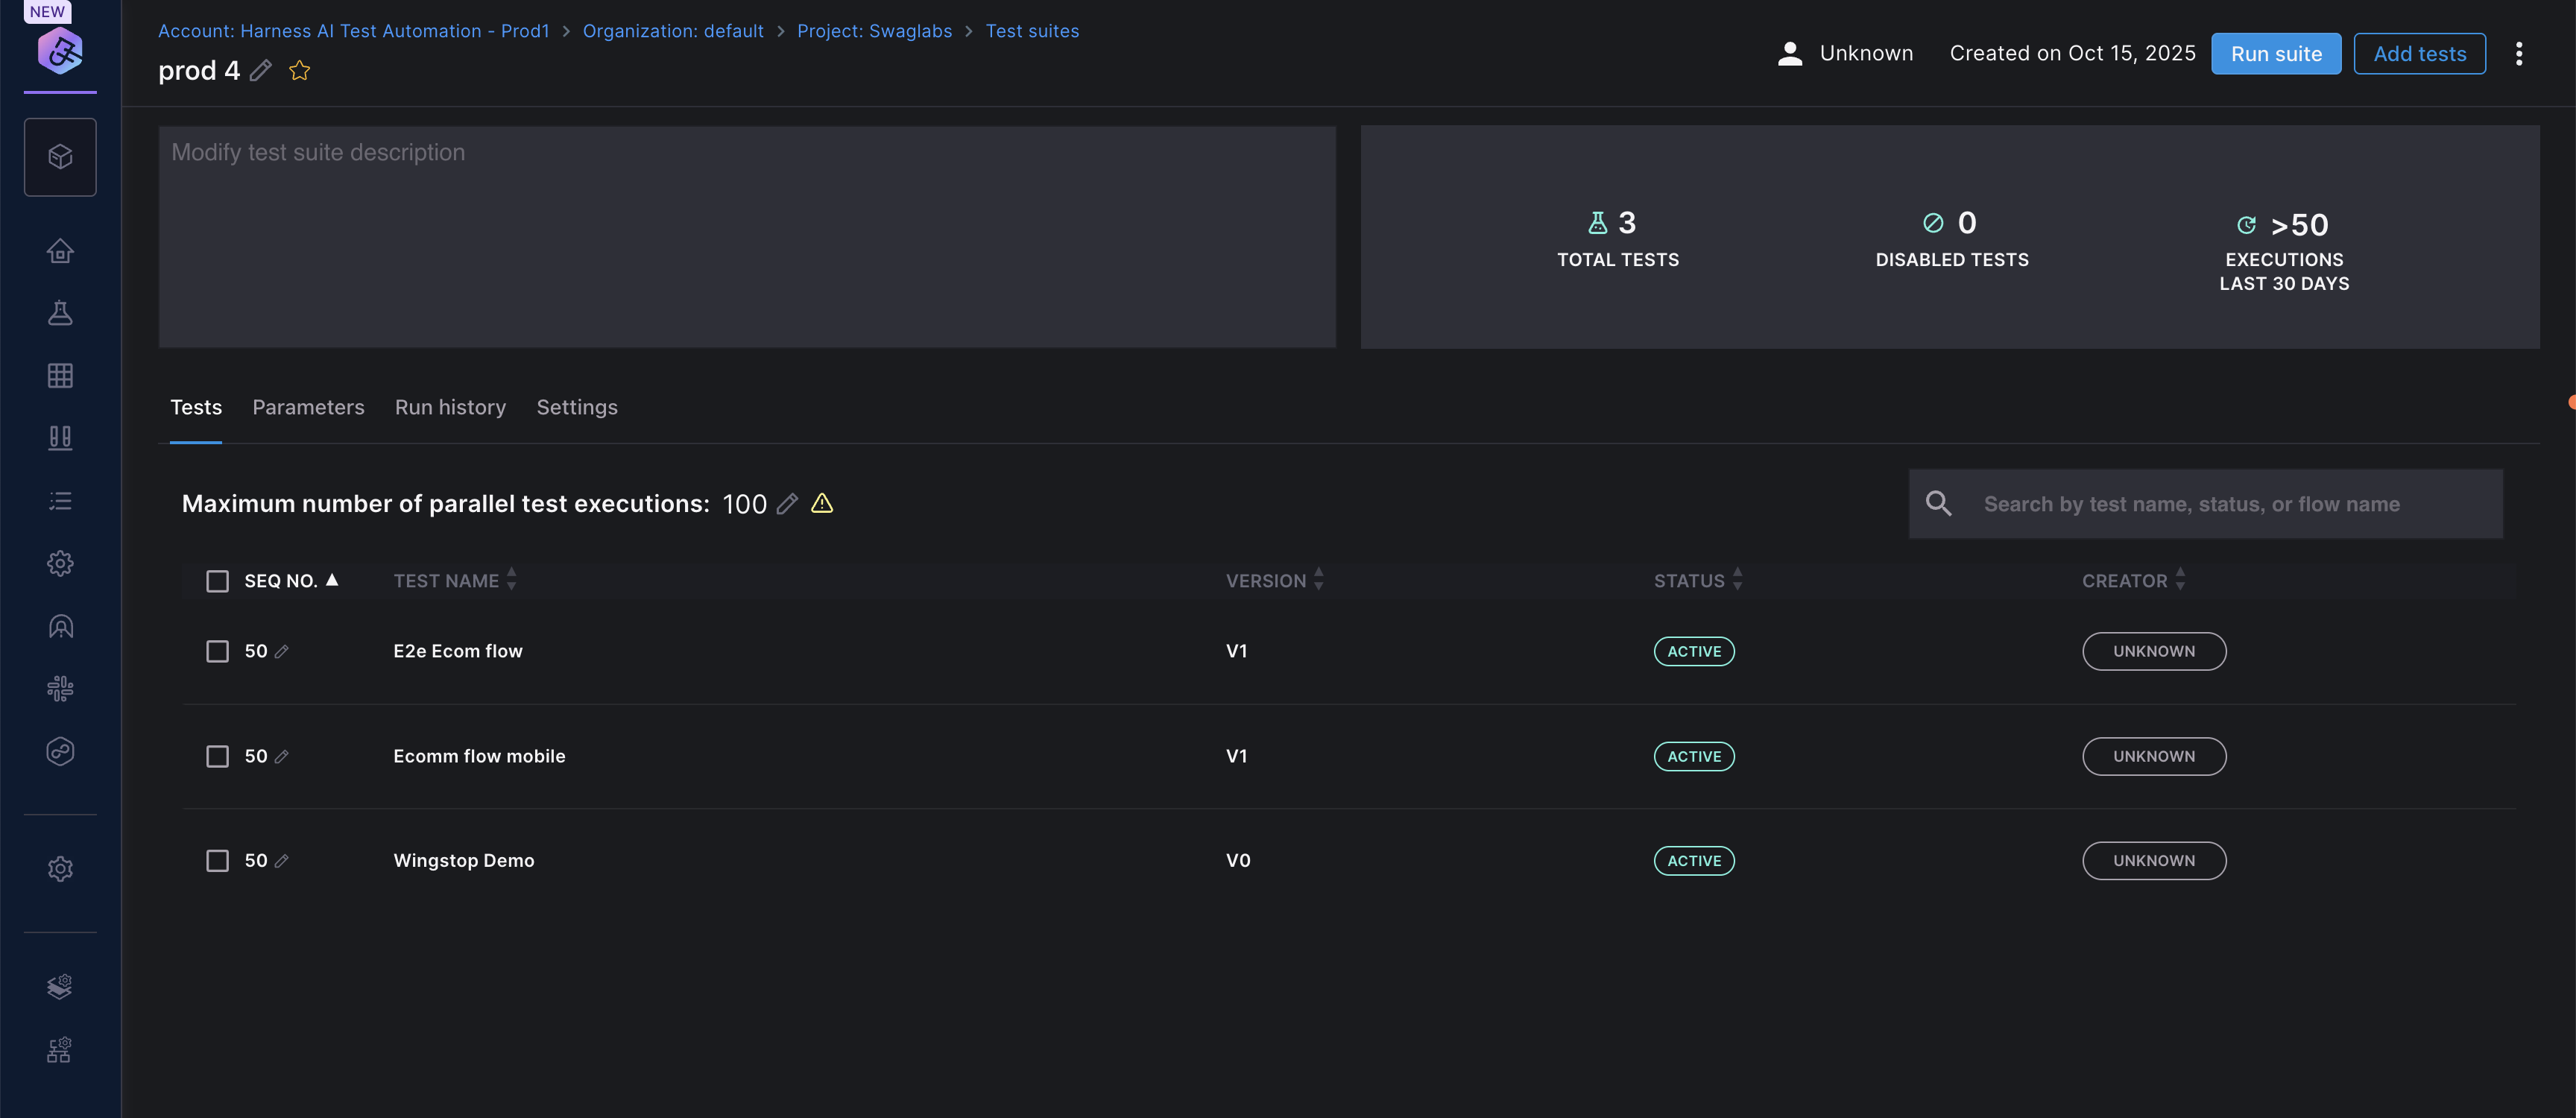 NEW
Account: Harness AI Test Automation - Prod1 > Organization: default > Project: Swaglabs > Test suites
prod 4
Unknown Created on Oct 15, 2025 Run suite Add tests
Modify test suite description
3 0 >50
TOTAL TESTS DISABLED TESTS EXECUTIONS
LAST 30 DAYS
Tests Parameters Run history Settings
Maximum number of parallel test executions: 100
Search by test name, status, or flow name
SEQ NO. TEST NAME VERSION STATUS CREATOR
50 E2e Ecom flow V1 ACTIVE UNKNOWN
50 Ecomm flow mobile V1 ACTIVE UNKNOWN
50 Wingstop Demo V0 ACTIVE UNKNOWN